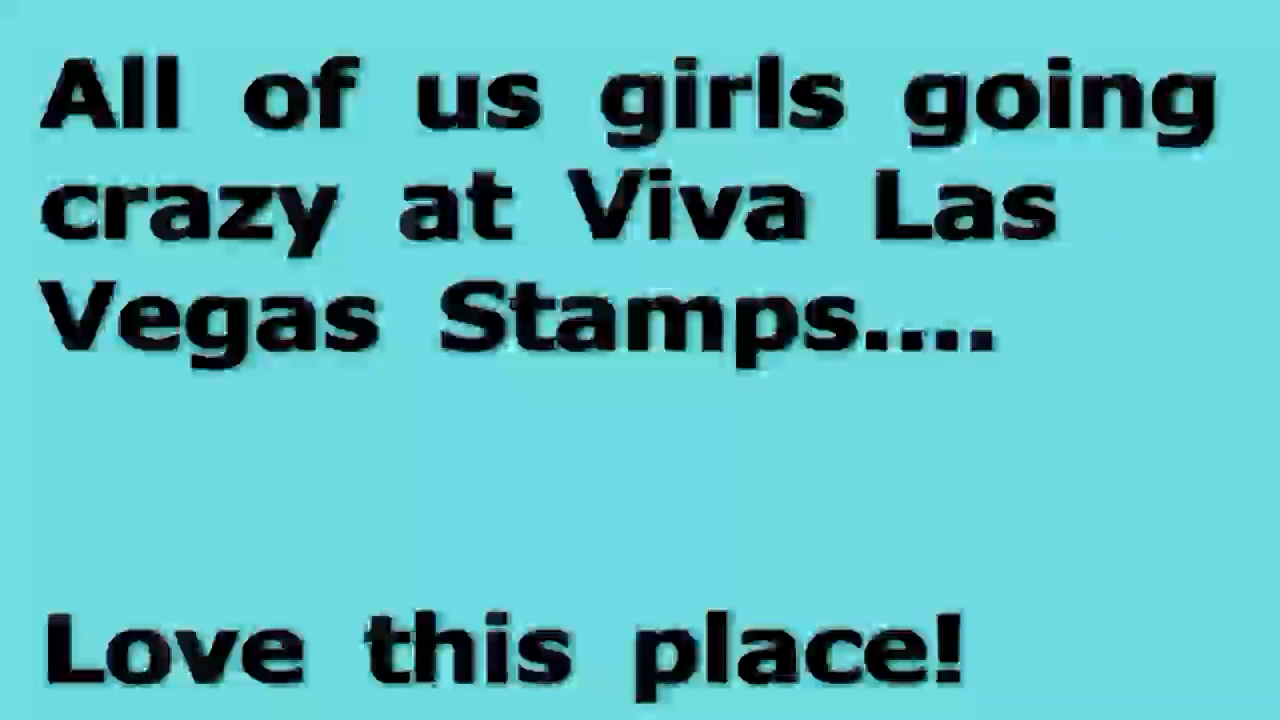 All of us girls going
crazy at Viva Las
Vegas Stamps....
Love this place!